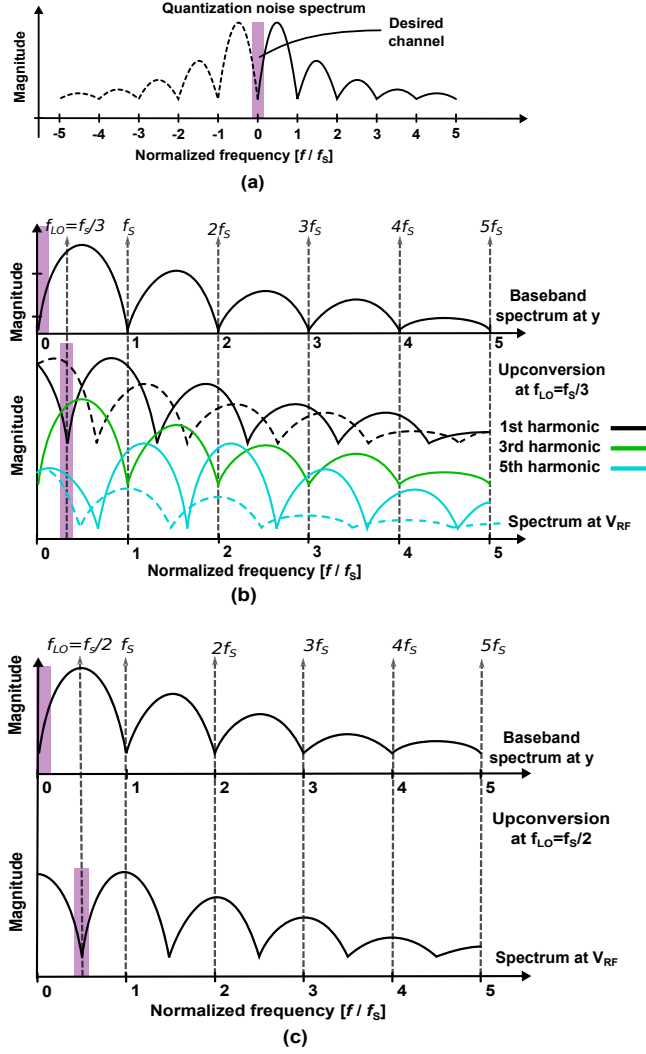 Quantization noise spectrum
Desired
channel
Magnitude
-5 -4 -3 -2 -1 0 1 2 3 4 5
Normalized frequency [f / fS]
(a)
fLO=fs/3 fS 2fS 3fS 4fS 5fS
Magnitude
Baseband
spectrum at y
0 1 2 3 4 5
Upconversion
at fLO=fS/3
1st harmonic
3rd harmonic
5th harmonic
Magnitude
Spectrum at VRF
0 1 2 3 4 5
Normalized frequency [f / fS]
(b)
fLO=fs/2 fS 2fS 3fS 4fS 5fS
Magnitude
Baseband
spectrum at y
0 1 2 3 4 5
Upconversion
at fLO=fS/2
Magnitude
Spectrum at VRF
0 1 2 3 4 5
Normalized frequency [f / fS]
(c)